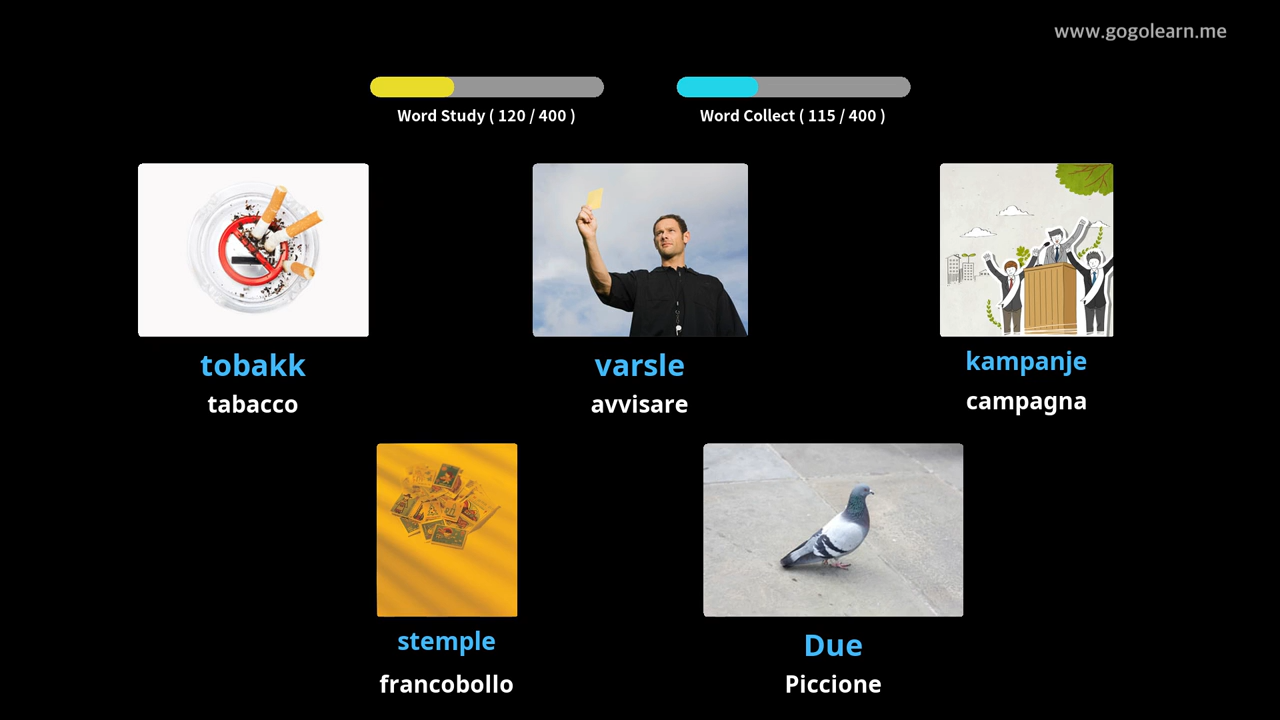 www.gogolearn.me
Word Study ( 120 / 400 )
Word Collect ( 115 / 400 )
tobakk
tabacco
varsle
avvisare
kampanje
campagna
stemple
francobollo
Due
Piccione